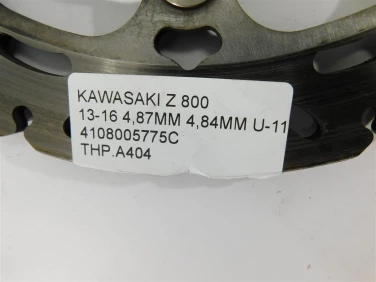 KAWASAKI Z 800
13-16 4,87MM 4,84MM U-11
4108005775C
THP.A404